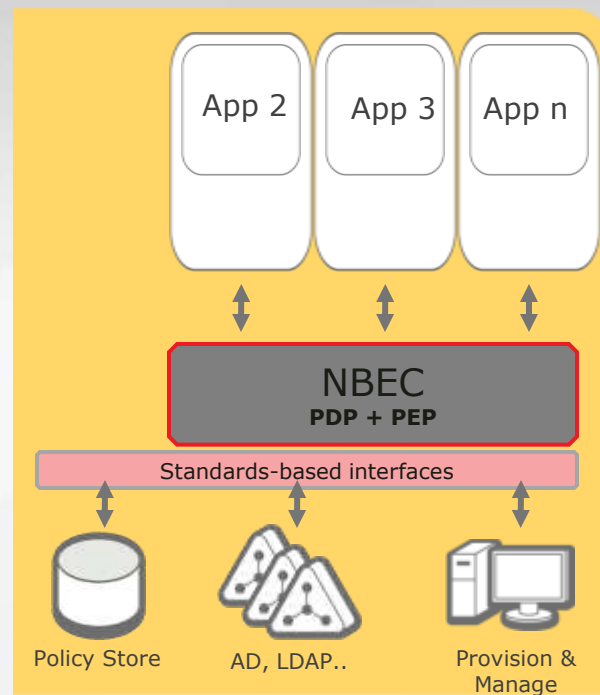 App 2
App 3
App n
NBEC
PDP + PEP
Standards-based interfaces
Policy Store
AD, LDAP..
Provision &
Manage